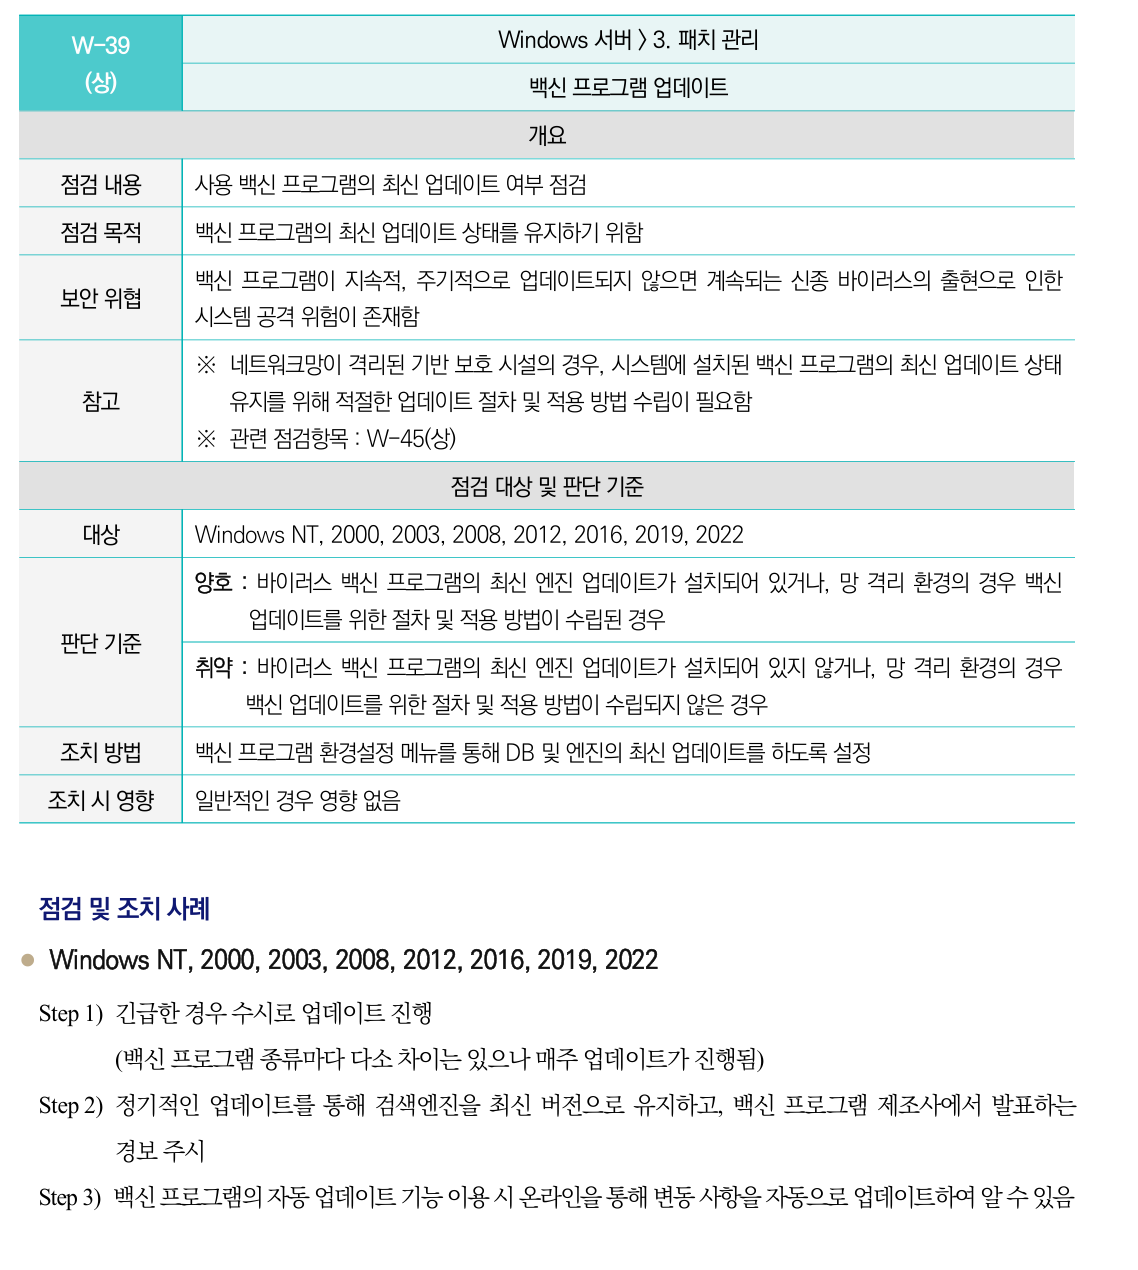 W-39
(상)
Windows 서버 > 3. 패치 관리
백신 프로그램 업데이트
개요
점검 내용
사용 백신 프로그램의 최신 업데이트 여부 점검
점검 목적
백신 프로그램의 최신 업데이트 상태를 유지하기 위함
보안 위협
백신 프로그램이 지속적, 주기적으로 업데이트되지 않으면 계속되는 신종 바이러스의 출현으로 인한
시스템 공격 위험이 존재함
참고
※ 네트워크망이 격리된 기반 보호 시설의 경우, 시스템에 설치된 백신 프로그램의 최신 업데이트 상태
유지를 위해 적절한 업데이트 절차 및 적용 방법 수립이 필요함
※ 관련 점검항목 : W-45(상)
점검 대상 및 판단 기준
대상
Windows NT, 2000, 2003, 2008, 2012, 2016, 2019, 2022
판단 기준
양호 : 바이러스 백신 프로그램의 최신 엔진 업데이트가 설치되어 있거나, 망 격리 환경의 경우 백신
업데이트를 위한 절차 및 적용 방법이 수립된 경우
취약 : 바이러스 백신 프로그램의 최신 엔진 업데이트가 설치되어 있지 않거나, 망 격리 환경의 경우
백신 업데이트를 위한 절차 및 적용 방법이 수립되지 않은 경우
조치 방법
백신 프로그램 환경설정 메뉴를 통해 DB 및 엔진의 최신 업데이트를 하도록 설정
조치 시 영향
일반적인 경우 영향 없음
점검 및 조치 사례
● Windows NT, 2000, 2003, 2008, 2012, 2016, 2019, 2022
Step 1) 긴급한 경우 수시로 업데이트 진행
(백신 프로그램 종류마다 다소 차이는 있으나 매주 업데이트가 진행됨)
Step 2) 정기적인 업데이트를 통해 검색엔진을 최신 버전으로 유지하고, 백신 프로그램 제조사에서 발표하는
경보 주시
Step 3) 백신 프로그램의 자동 업데이트 기능 이용 시 온라인을 통해 변동 사항을 자동으로 업데이트하여 알 수 있음